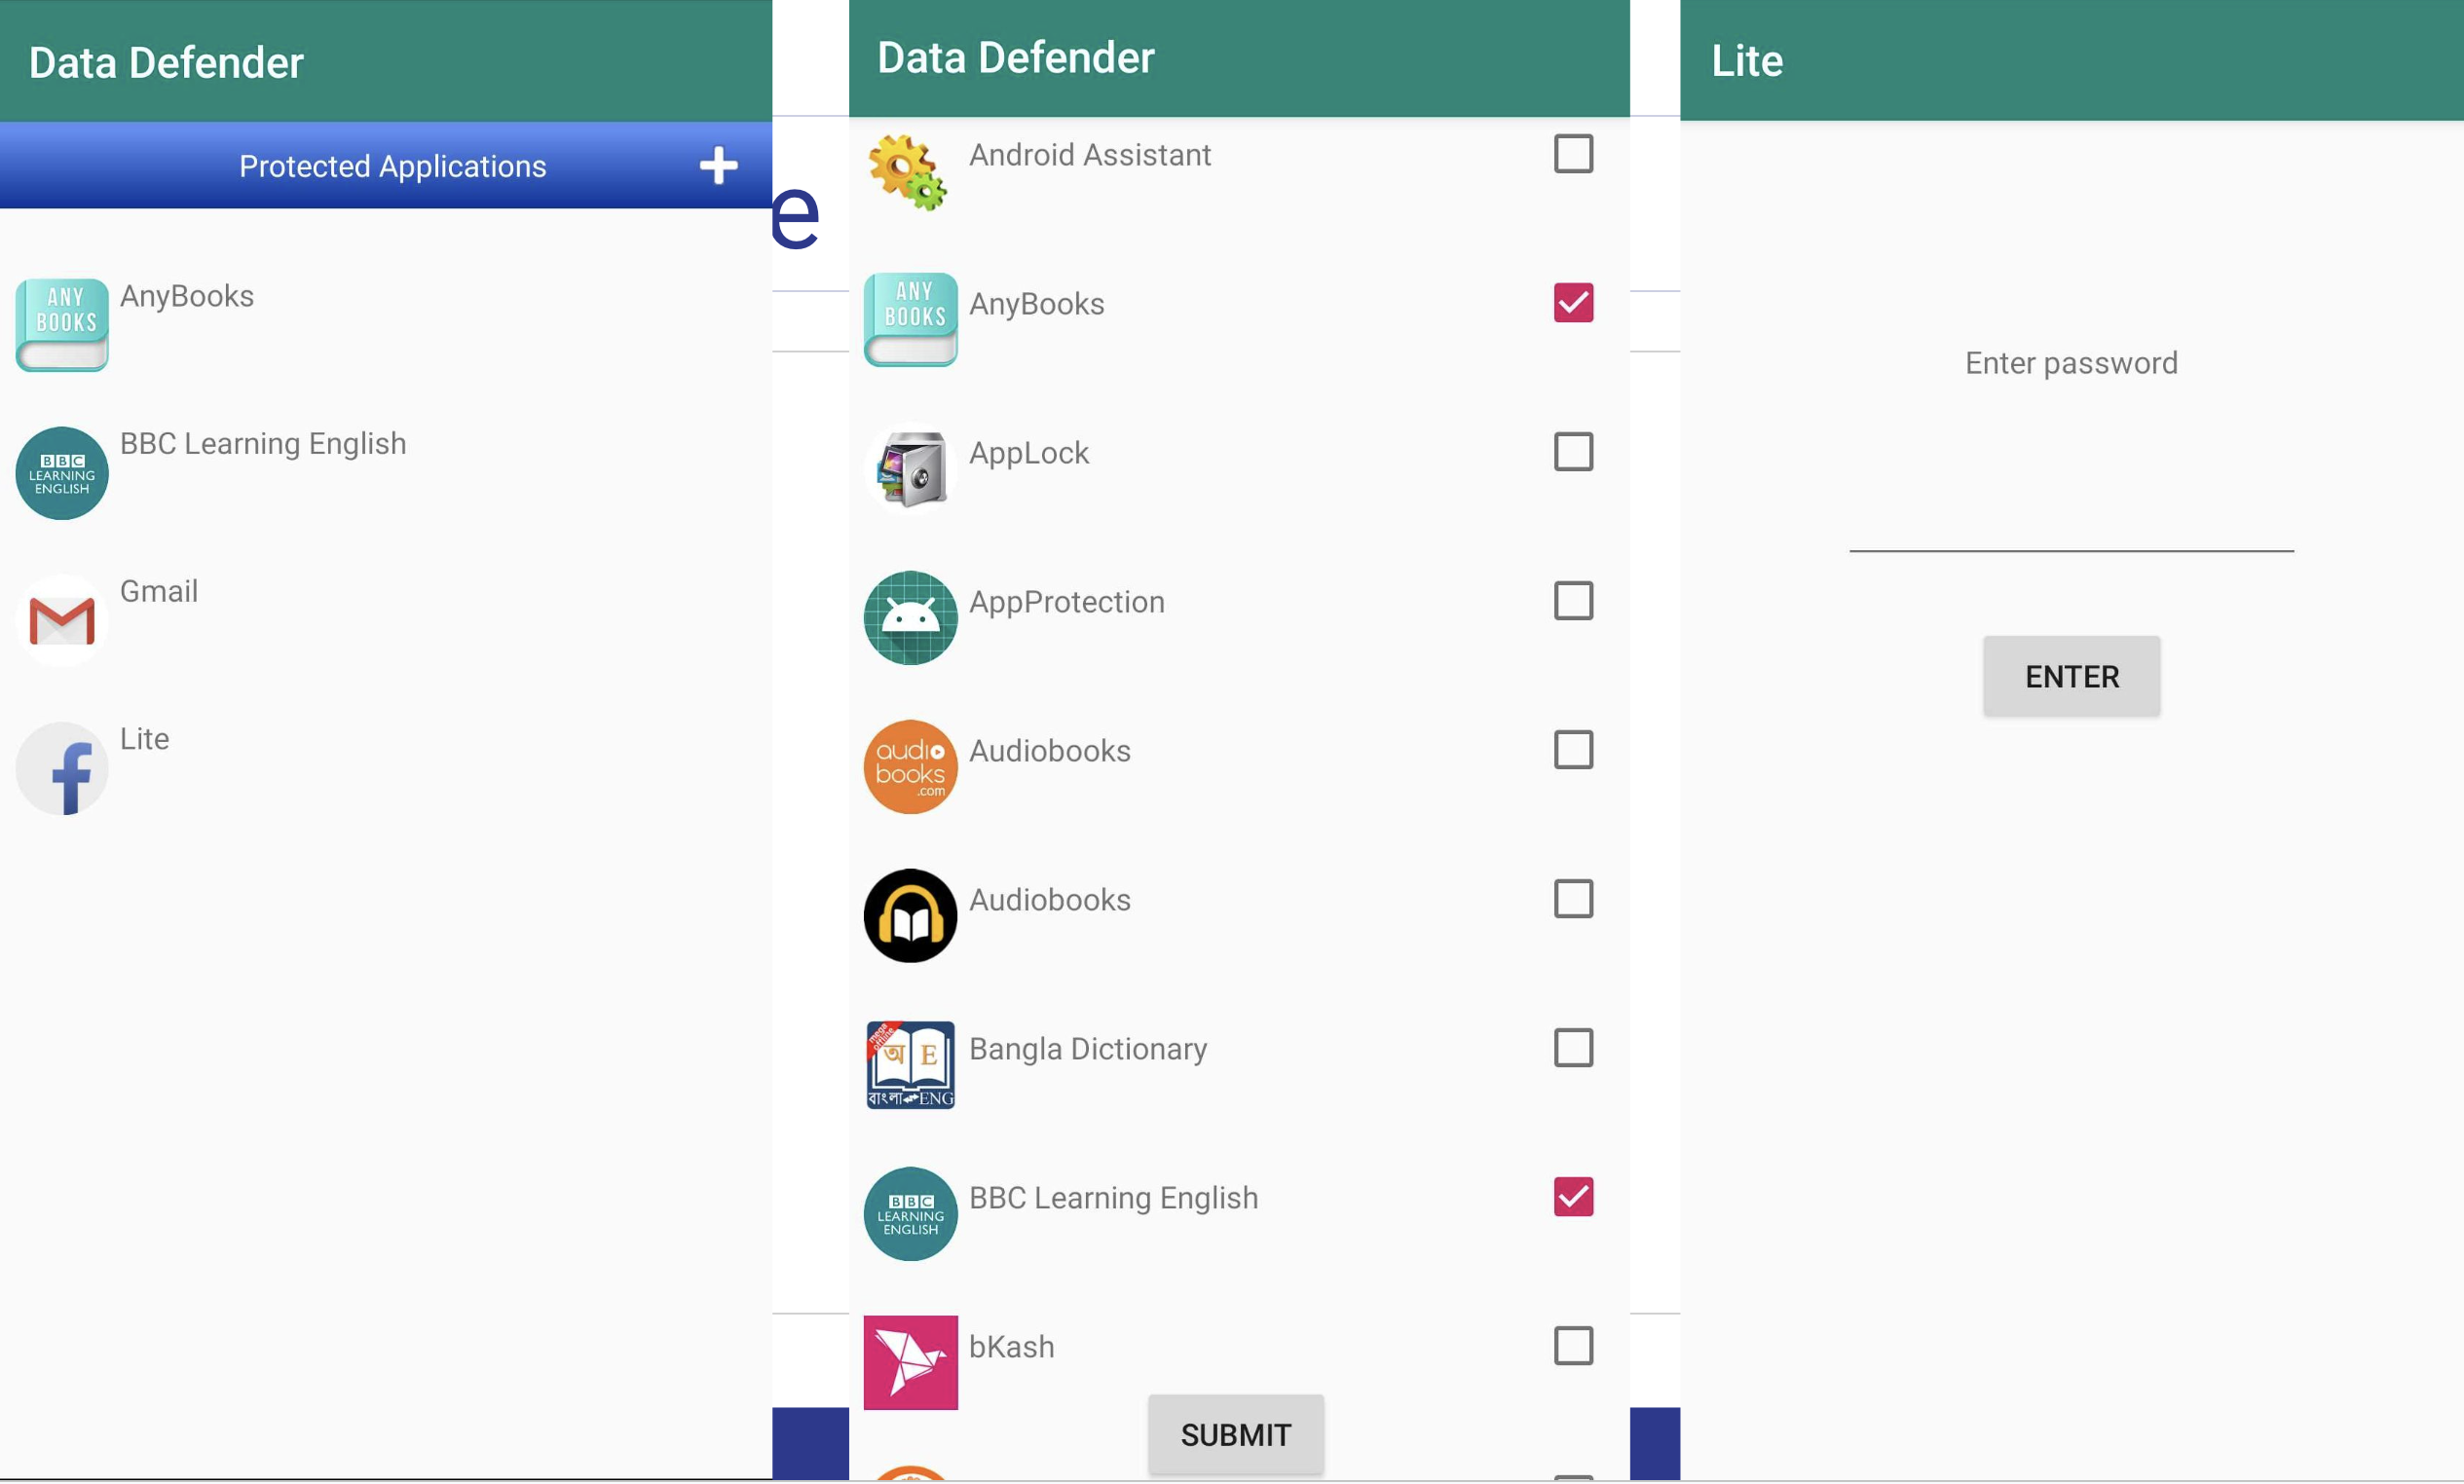 Data Defender
Protected Applications
ANY
BOOKS
AnyBooks
BBC
LEARNING
ENGLISH
BBC Learning English
Gmail
Lite
e
Data Defender
Android Assistant
ANY
BOOKS
AnyBooks
AppLock
AppProtection
audio
books
.com
Audiobooks
Audiobooks
mega
offline
অ E
বাংলা ENG
Bangla Dictionary
BBC
LEARNING
ENGLISH
BBC Learning English
bKash
SUBMIT
Lite
Enter password
ENTER